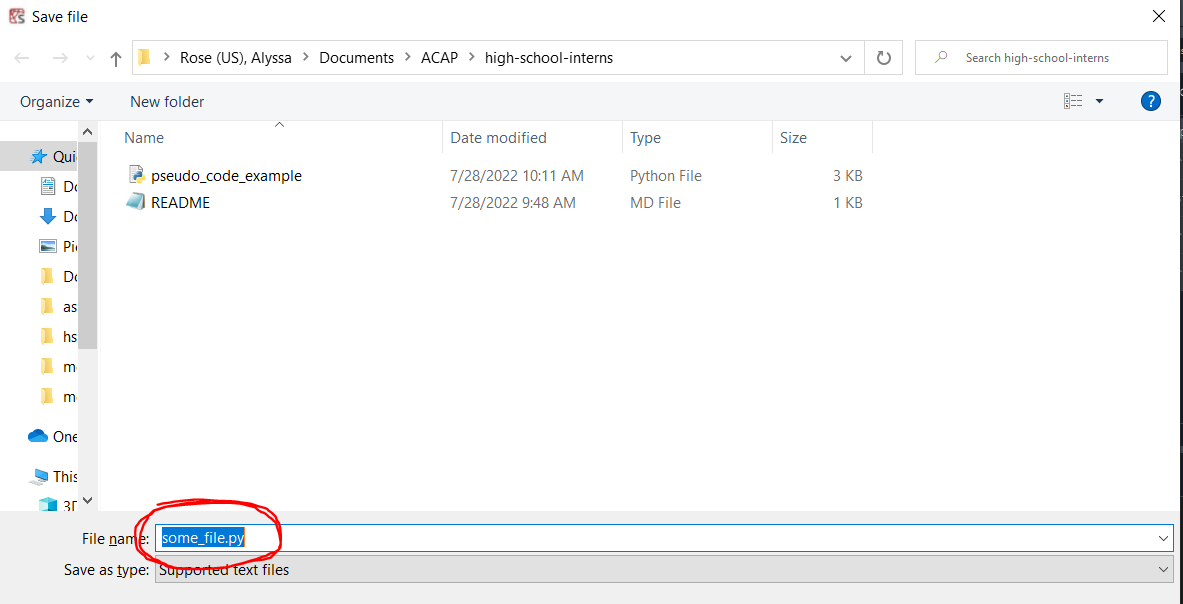 Save file
Rose (US), Alyssa > Documents > ACAP > high-school-interns
Search high-school-interns
Organize
New folder
Name
Date modified
Type
Size
Qui
pseudo_code_example
7/28/2022 10:11 AM
Python File
3 KB
README
7/28/2022 9:48 AM
MD File
1 KB
Do
Do
Pic
Do
as
hs
m
m
One
This
3D
File name:
some_file.py
Save as type:
Supported text files